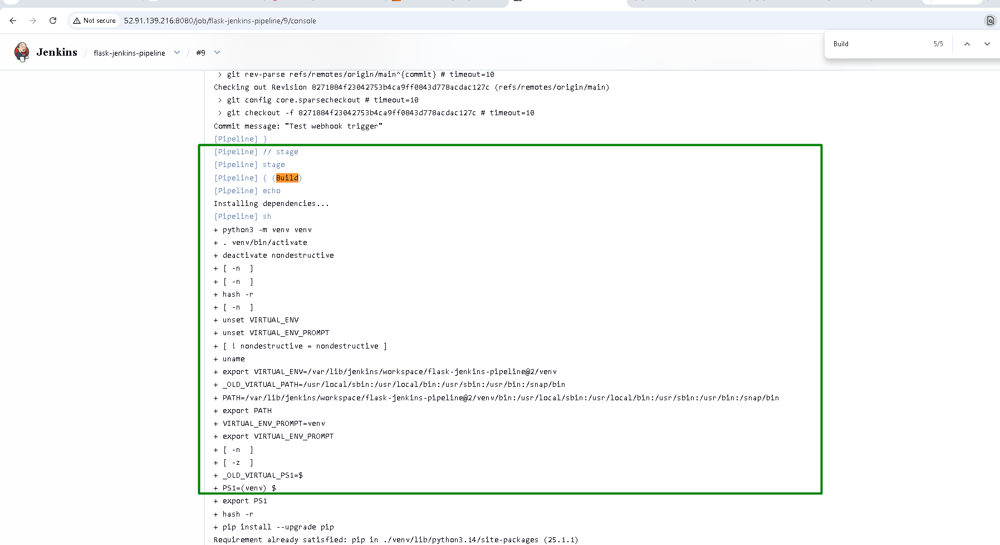 Not secure 52.91.139.216:8080/job/flask-jenkins-pipeline/9/console
Build 5/5
Jenkins / flask-jenkins-pipeline / #9
> git rev-parse refs/remotes/origin/main^{commit} # timeout=10
Checking out Revision 8271884f23042753b4ca9ff0843d778acdac127c (refs/remotes/origin/main)
> git config core.sparsecheckout # timeout=10
> git checkout -f 8271884f23042753b4ca9ff0843d778acdac127c # timeout=10
Commit message: "Test webhook trigger"
[Pipeline] }
[Pipeline] // stage
[Pipeline] stage
[Pipeline] { (Build)
[Pipeline] echo
Installing dependencies...
[Pipeline] sh
+ python3 -m venv venv
+ . venv/bin/activate
+ deactivate nondestructive
+ [ -n  ]
+ [ -n  ]
+ hash -r
+ [ -n  ]
+ unset VIRTUAL_ENV
+ unset VIRTUAL_ENV_PROMPT
+ [ ! nondestructive = nondestructive ]
+ uname
+ export VIRTUAL_ENV=/var/lib/jenkins/workspace/flask-jenkins-pipeline@2/venv
+ _OLD_VIRTUAL_PATH=/usr/local/sbin:/usr/local/bin:/usr/sbin:/usr/bin:/snap/bin
+ PATH=/var/lib/jenkins/workspace/flask-jenkins-pipeline@2/venv/bin:/usr/local/sbin:/usr/local/bin:/usr/sbin:/usr/bin:/snap/bin
+ export PATH
+ VIRTUAL_ENV_PROMPT=venv
+ export VIRTUAL_ENV_PROMPT
+ [ -n  ]
+ [ -z  ]
+ _OLD_VIRTUAL_PS1=$
+ PS1=(venv) $
+ export PS1
+ hash -r
+ pip install --upgrade pip
Requirement already satisfied: pip in ./venv/lib/python3.14/site-packages (25.1.1)